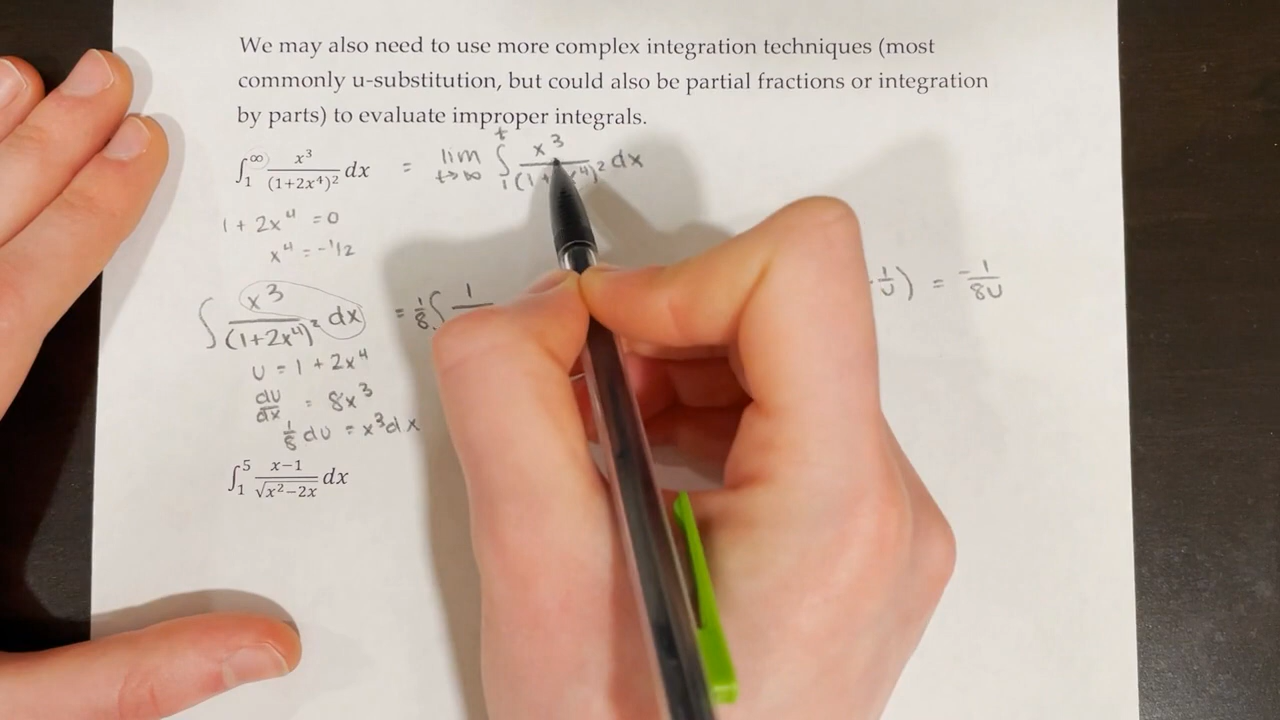 We may also need to use more complex integration techniques (most
commonly u-substitution, but could also be partial fractions or integration
by parts) to evaluate improper integrals.
∫₁^∞ x³/(1+2x⁴)² dx = lim t→∞ ∫₁^t x³/(1+ x⁴)² dx
1 + 2x⁴ = 0
x⁴ = -1/2
∫ x³/(1+2x⁴)² dx = 1/8 ∫ 1/ 1/u) = -1/8u
u = 1 + 2x⁴
du/dx = 8x³
1/8 du = x³dx
∫₁⁵ x−1/√x²−2x dx